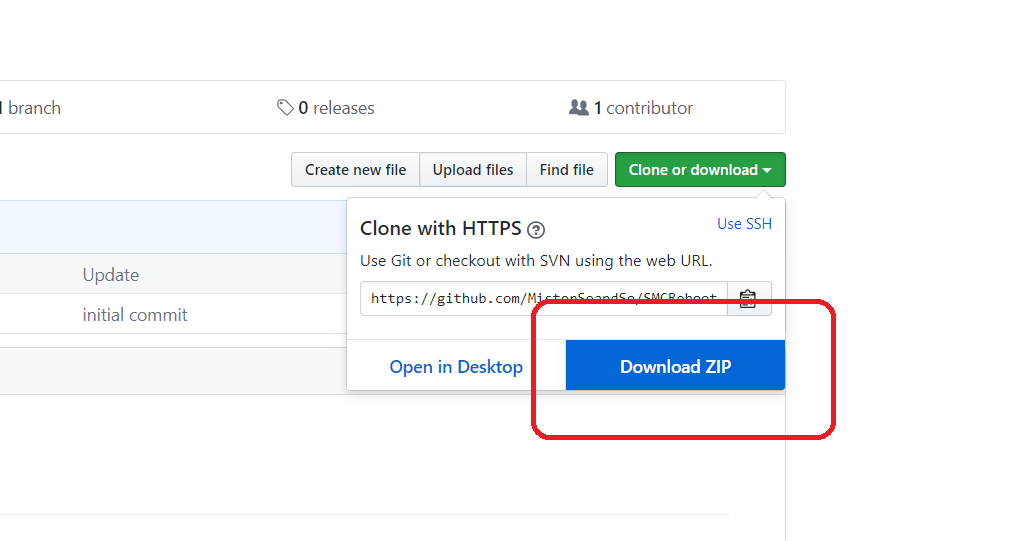 branch
0 releases
1 contributor
Create new file
Upload files
Find file
Clone or download
Clone with HTTPS
Use SSH
Use Git or checkout with SVN using the web URL.
Update
https://github.com/MisterSoandSo/SMCReboot
initial commit
Open in Desktop
Download ZIP